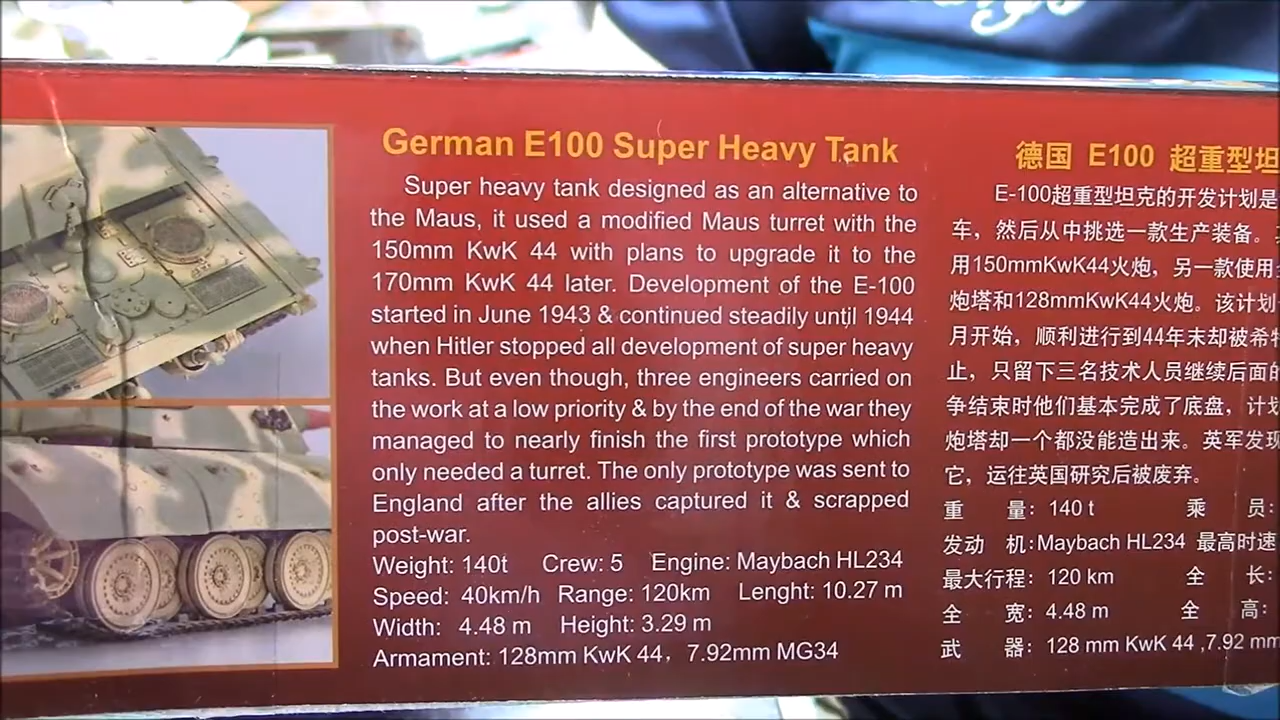 German E100 Super Heavy Tank
Super heavy tank designed as an alternative to
the Maus, it used a modified Maus turret with the
150mm KwK 44 with plans to upgrade it to the
170mm KwK 44 later. Development of the E-100
started in June 1943 & continued steadily until 1944
when Hitler stopped all development of super heavy
tanks. But even though, three engineers carried on
the work at a low priority & by the end of the war they
managed to nearly finish the first prototype which
only needed a turret. The only prototype was sent to
England after the allies captured it & scrapped
post-war.
Weight: 140t Crew: 5 Engine: Maybach HL234
Speed: 40km/h Range: 120km Lenght: 10.27 m
Width: 4.48 m Height: 3.29 m
Armament: 128mm KwK 44, 7.92mm MG34
德国 E100 超重型坦
E-100超重型坦克的开发计划是
车，然后从中挑选一款生产装备。
用150mmKwK44火炮，另一款使用
炮塔和128mmKwK44火炮。该计划
月开始，顺利进行到44年末却被希特
止，只留下三名技术人员继续后面的
争结束时他们基本完成了底盘，计划
炮塔却一个都没能造出来。英军发现
它，运往英国研究后被废弃。
重 量: 140 t 乘 员:
发动 机:Maybach HL234 最高时速
最大行程: 120 km 全 长:
全 宽: 4.48 m 全 高:
武 器: 128 mm KwK 44 ,7.92 mm